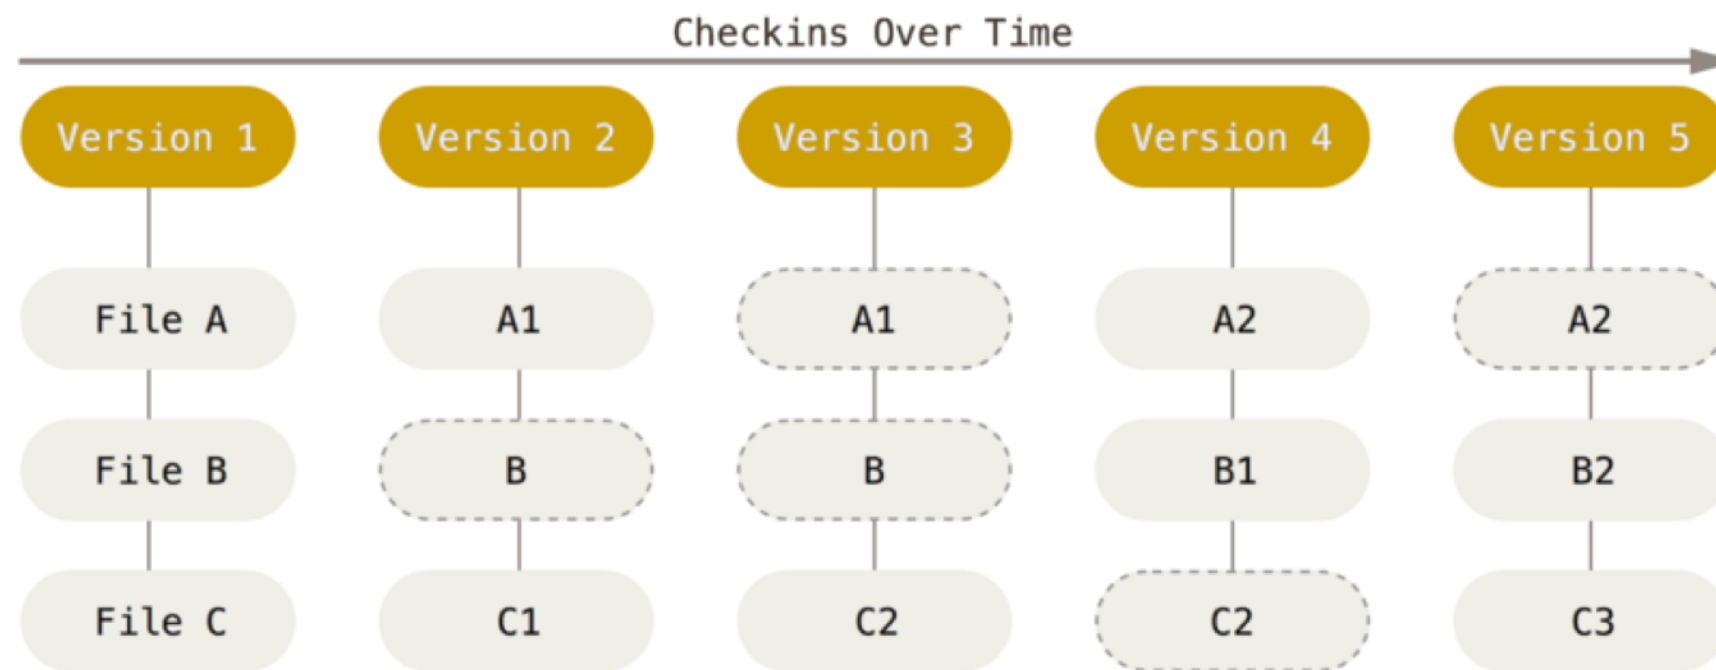 Checkins Over Time
Version 1 Version 2 Version 3 Version 4 Version 5
File A A1 A1 A2 A2
File B B B B1 B2
File C C1 C2 C2 C3